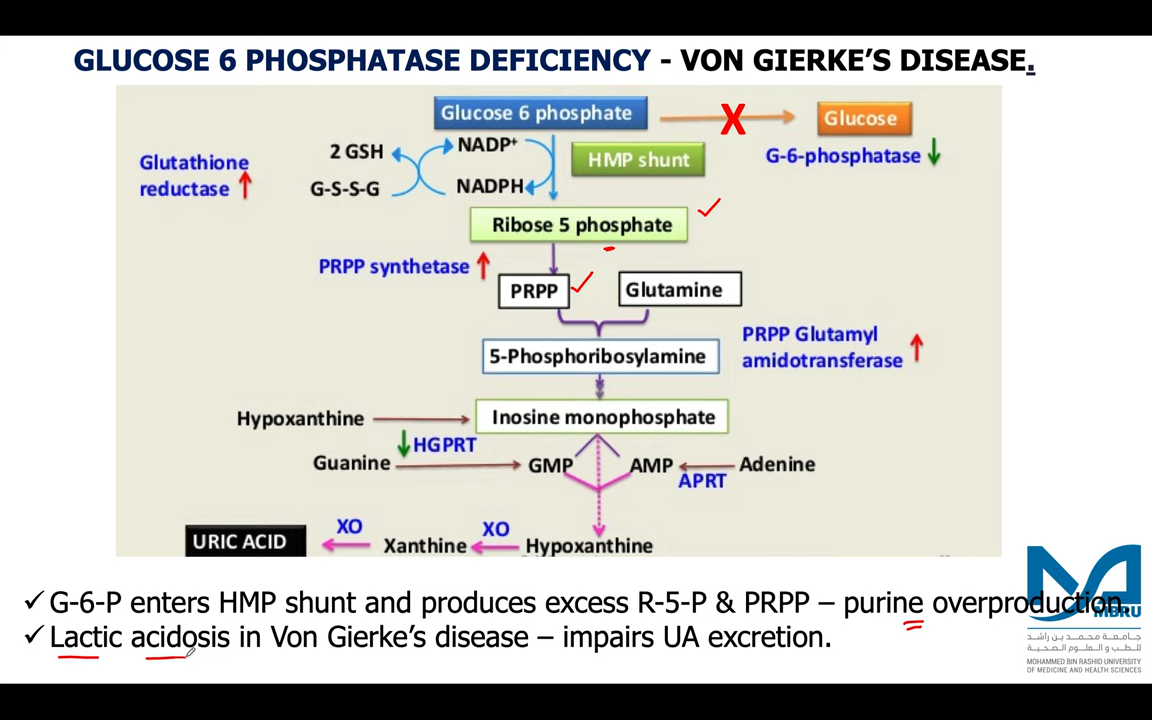 GLUCOSE 6 PHOSPHATASE DEFICIENCY - VON GIERKE’S DISEASE.
Glucose 6 phosphate
X
Glucose
2 GSH
NADP+
HMP shunt
G-6-phosphatase
Glutathione
reductase
G-S-S-G
NADPH
Ribose 5 phosphate
PRPP synthetase
PRPP
Glutamine
5-Phosphoribosylamine
PRPP Glutamyl
amidotransferase
Hypoxanthine
Inosine monophosphate
HGPRT
Guanine
GMP
AMP
Adenine
APRT
URIC ACID
XO
Xanthine
XO
Hypoxanthine
✓ G-6-P enters HMP shunt and produces excess R-5-P & PRPP – purine overproduction.
✓ Lactic acidosis in Von Gierke’s disease – impairs UA excretion.
MBRU
جامعة محمد بن راشد
للطب و العلوم الصحية
MOHAMMED BIN RASHID UNIVERSITY
OF MEDICINE AND HEALTH SCIENCES